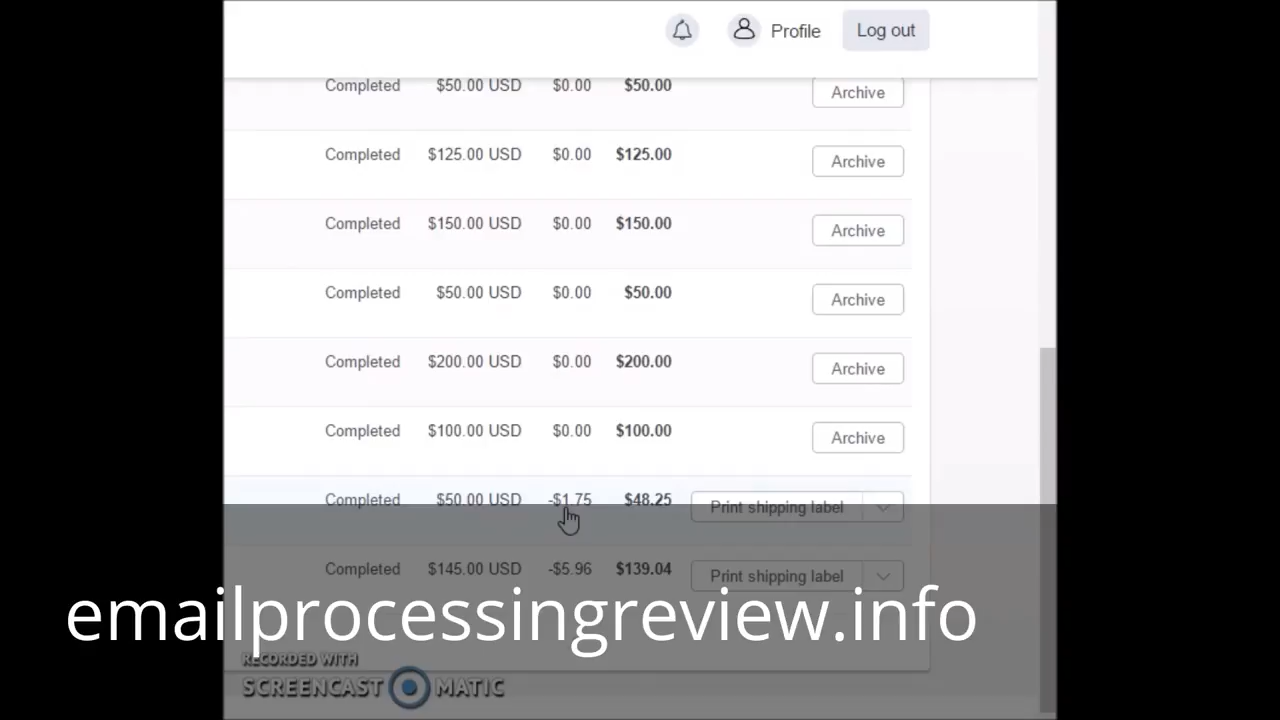 Profile
Log out
Completed $50.00 USD $0.00 $50.00 Archive
Completed $125.00 USD $0.00 $125.00 Archive
Completed $150.00 USD $0.00 $150.00 Archive
Completed $50.00 USD $0.00 $50.00 Archive
Completed $200.00 USD $0.00 $200.00 Archive
Completed $100.00 USD $0.00 $100.00 Archive
Completed $50.00 USD -$1.75 $48.25 Print shipping label
Completed $145.00 USD -$5.96 $139.04 Print shipping label
emailprocessingreview.info
RECORDED WITH
SCREENCAST MATIC